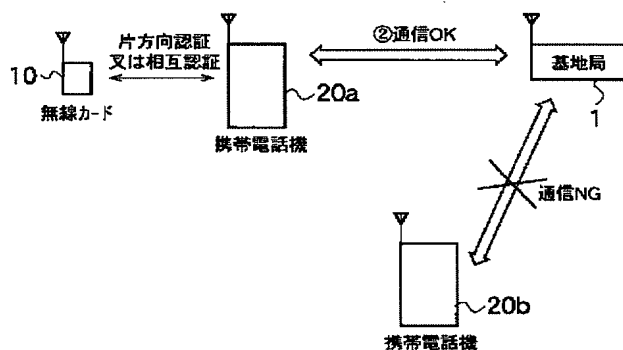 片方向認証
又は相互認証
②通信OK
10
無線カード
20a
携帯電話機
基地局
1
通信NG
20b
携帯電話機